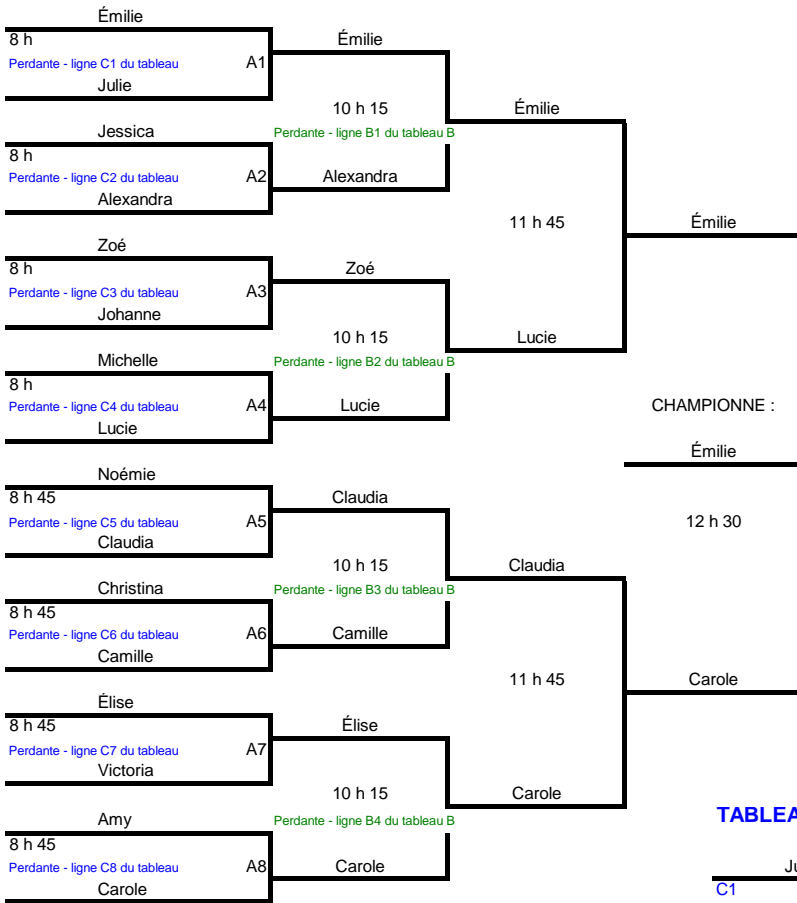 Émilie
8 h
Perdante - ligne C1 du tableau
A1
Julie
Émilie
10 h 15
Perdante - ligne B1 du tableau B
Jessica
8 h
Perdante - ligne C2 du tableau
A2
Alexandra
Alexandra
Émilie
11 h 45
Émilie
Zoé
8 h
Perdante - ligne C3 du tableau
A3
Johanne
Zoé
10 h 15
Perdante - ligne B2 du tableau B
Lucie
Michelle
8 h
Perdante - ligne C4 du tableau
A4
Lucie
Lucie
CHAMPIONNE :
Émilie
12 h 30
Noémie
8 h 45
Perdante - ligne C5 du tableau
A5
Claudia
Claudia
10 h 15
Perdante - ligne B3 du tableau B
Claudia
Christina
8 h 45
Perdante - ligne C6 du tableau
A6
Camille
Camille
11 h 45
Carole
Élise
8 h 45
Perdante - ligne C7 du tableau
A7
Victoria
Élise
10 h 15
Perdante - ligne B4 du tableau B
Carole
Amy
8 h 45
Perdante - ligne C8 du tableau
A8
Carole
Carole
C1